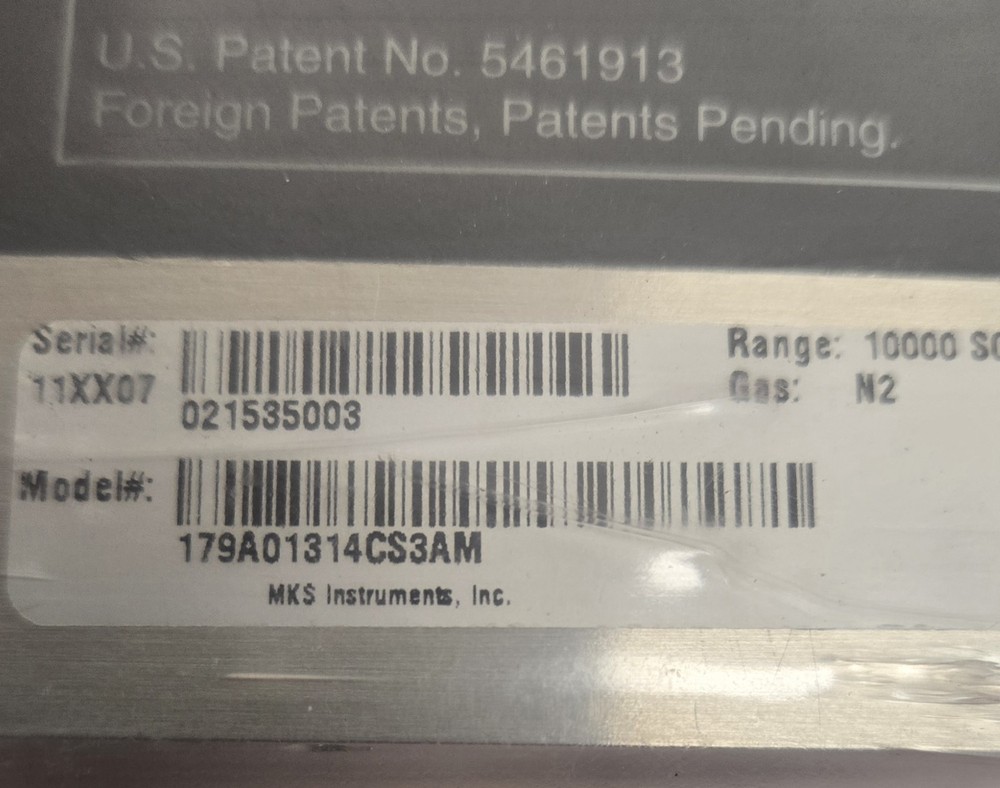 U.S. Patent No. 5461913
Foreign Patents, Patents Pending.
Serial#:
11XX07
021535003
Range: 10000 SC
Gas: N2
Model#:
179A01314CS3AM
MKS Instruments, Inc.